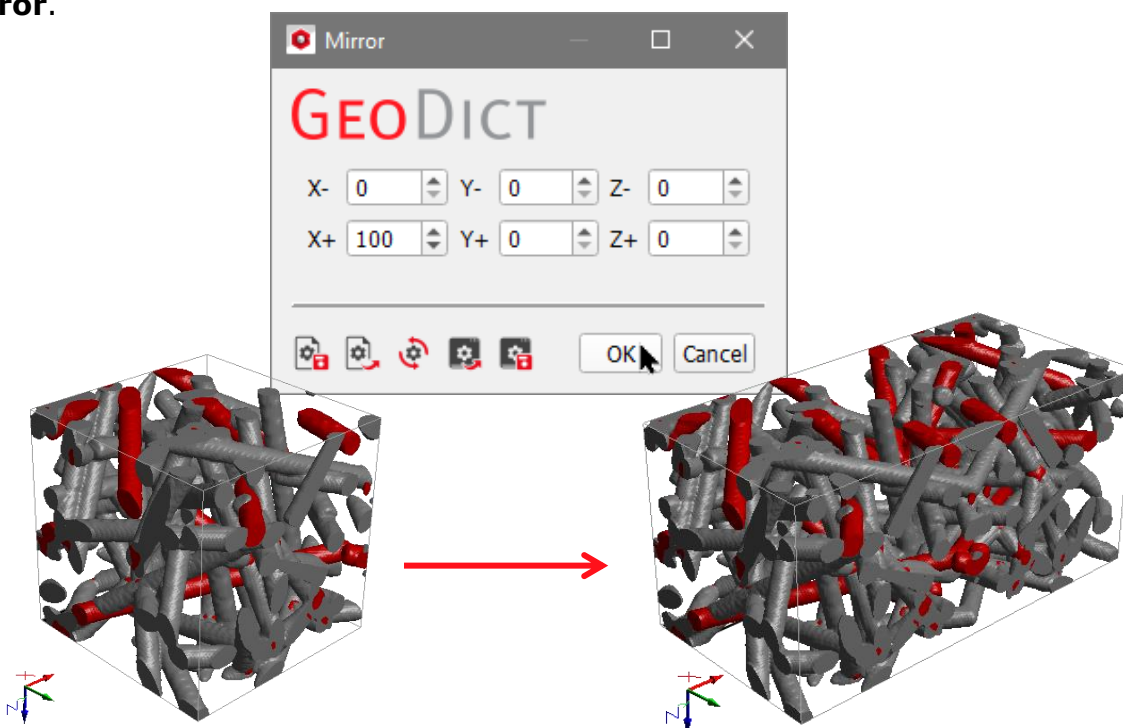 ror.
Mirror
GEODICT
X- 0 Y- 0 Z- 0
X+ 100 Y+ 0 Z+ 0
OK Cancel
Z
Z